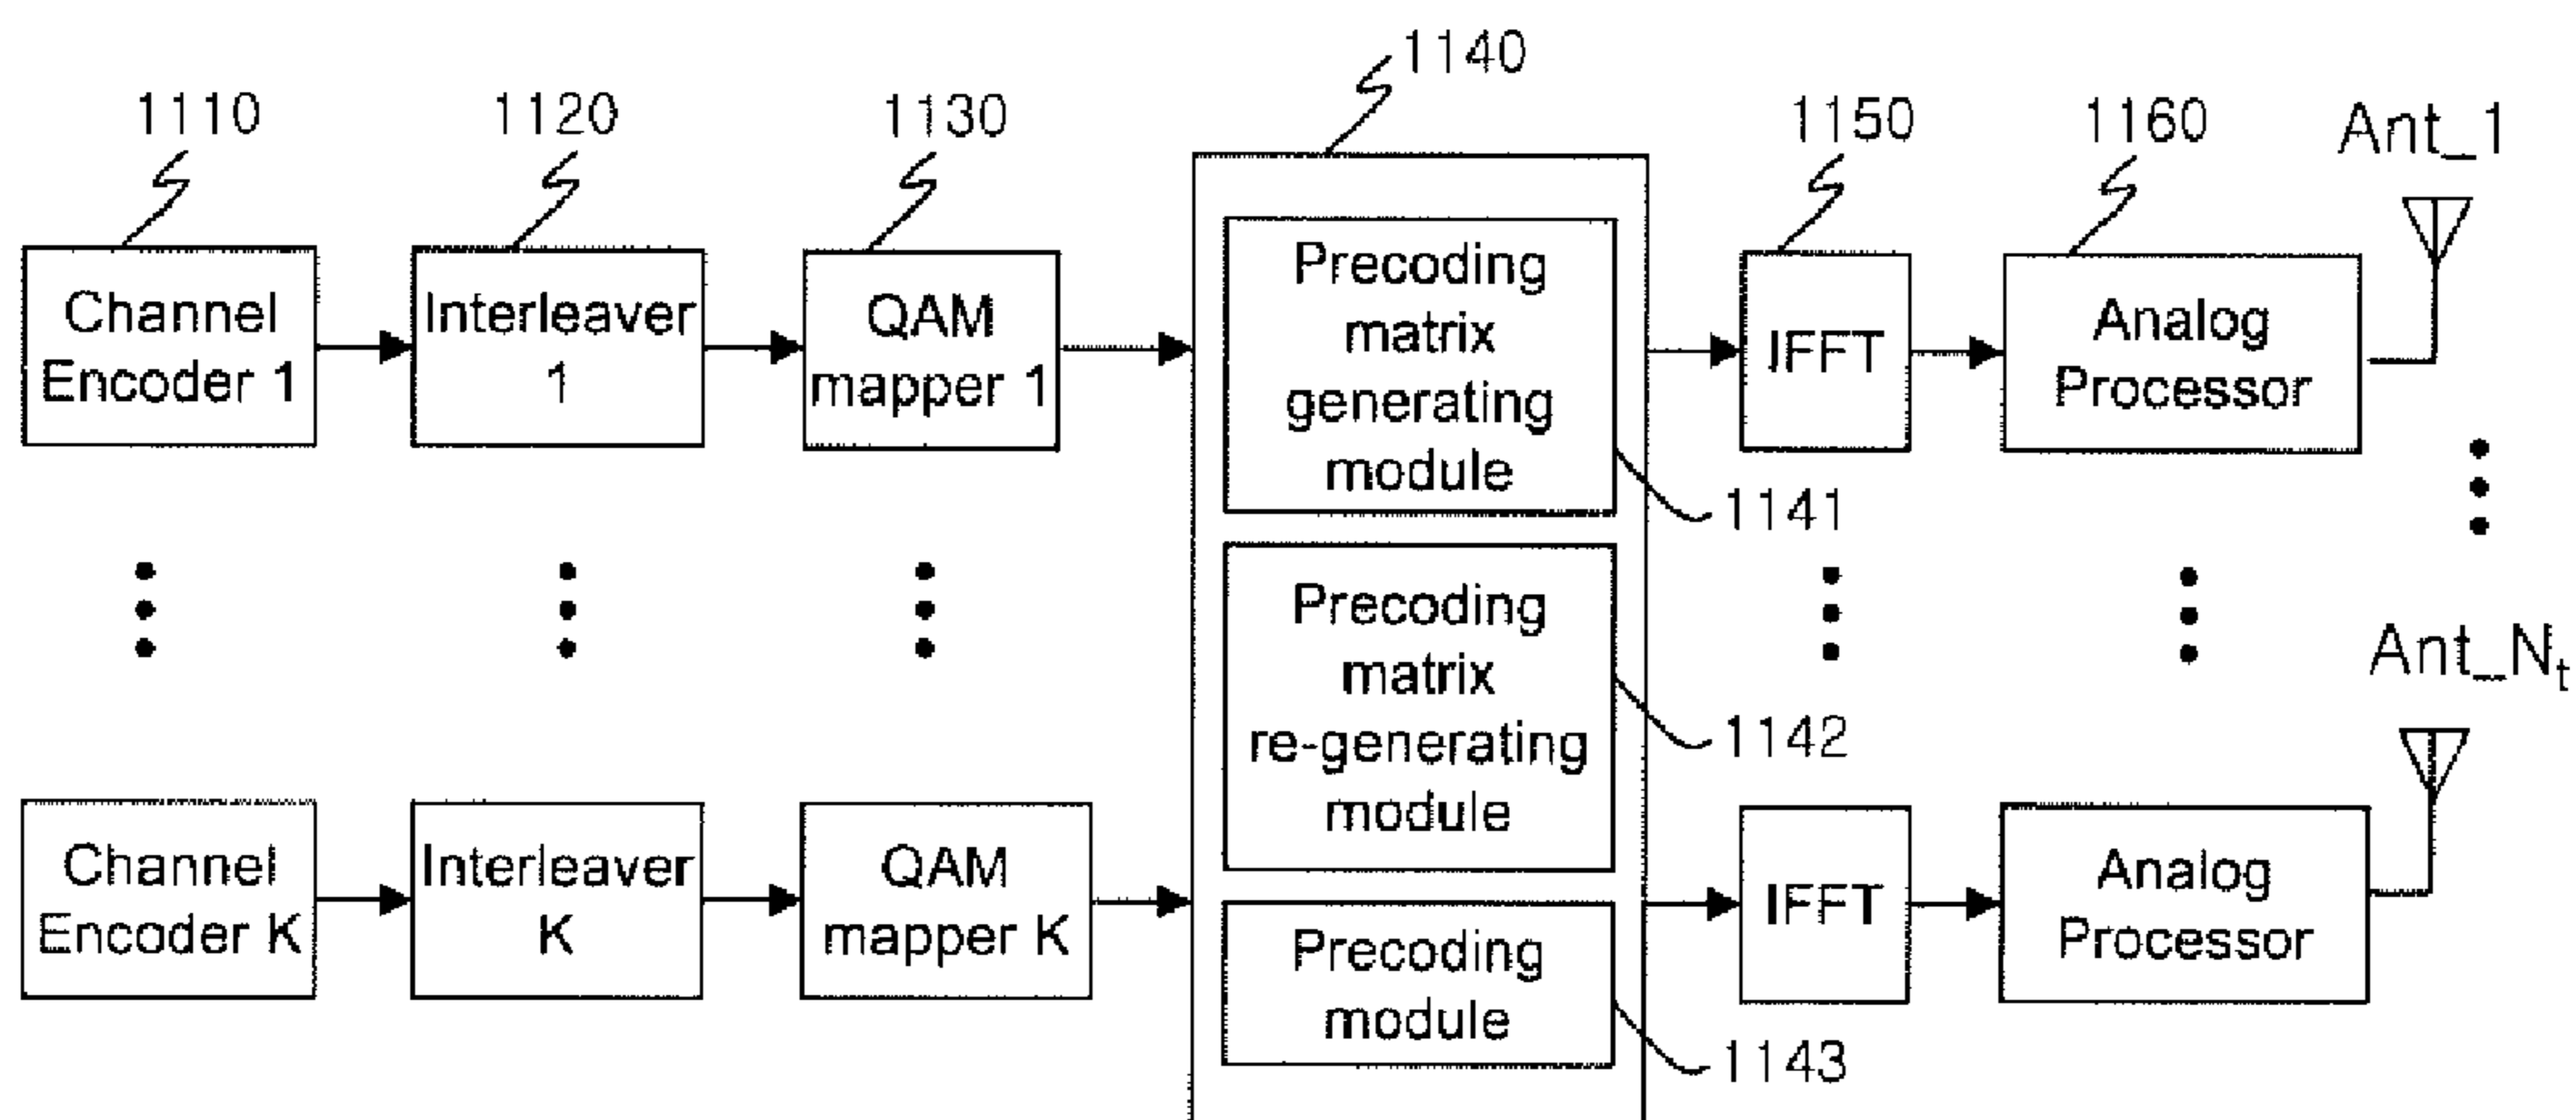 1140
1110
1120
1130
1150
1160
Ant_1
Channel
Encoder 1
Interleaver
1
QAM
mapper 1
Precoding
matrix
generating
module
IFFT
Analog
Processor
1141
Precoding
matrix
re-generating
module
1142
Ant_Nt
Channel
Encoder K
Interleaver
K
QAM
mapper K
Precoding
module
1143
IFFT
Analog
Processor